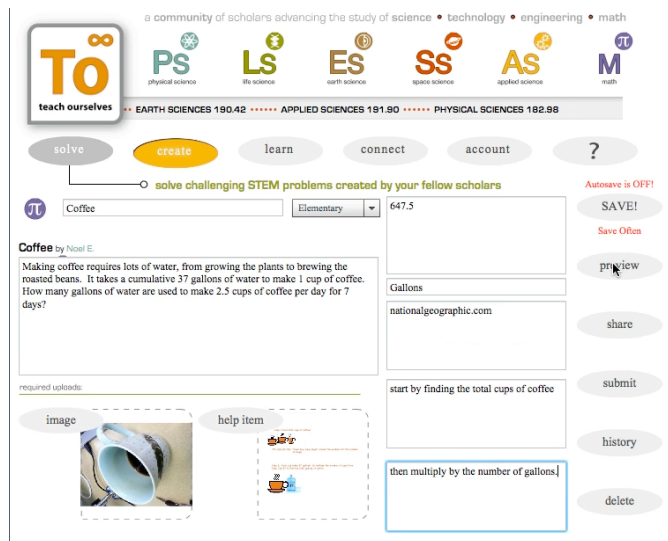 a community of scholars advancing the study of science • technology • engineering • math
∞
To
teach ourselves
Ps
physical science
LS
life science
ES
earth science
Ss
space science
As
applied science
M
π
math
•• EARTH SCIENCES 190.42 •••••• APPLIED SCIENCES 191.90 •••••• PHYSICAL SCIENCES 182.98
solve
create
learn
connect
account
?
solve challenging STEM problems created by your fellow scholars
Autosave is OFF!
π
Coffee
Elementary
647.5
SAVE!
Save Often
Coffee by Noel E.
preview
Making coffee requires lots of water, from growing the plants to brewing the
roasted beans. It takes a cumulative 37 gallons of water to make 1 cup of coffee.
How many gallons of water are used to make 2.5 cups of coffee per day for 7
days?
Gallons
nationalgeographic.com
share
required uploads:
start by finding the total cups of coffee
submit
image
help item
history
then multiply by the number of gallons.
delete